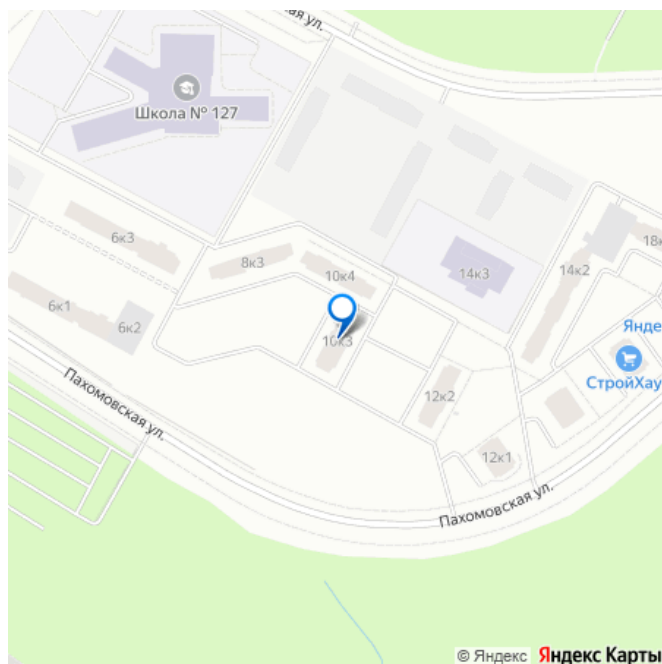 ая ул.
Школа № 127
6к3
8к3
10к4
14к3
14к2
18к
6к1
6к2
10к3
12к2
Янде
СтройХау
Пахомовская ул.
12к1
Пахомовская ул.
© Яндекс Яндекс Карты